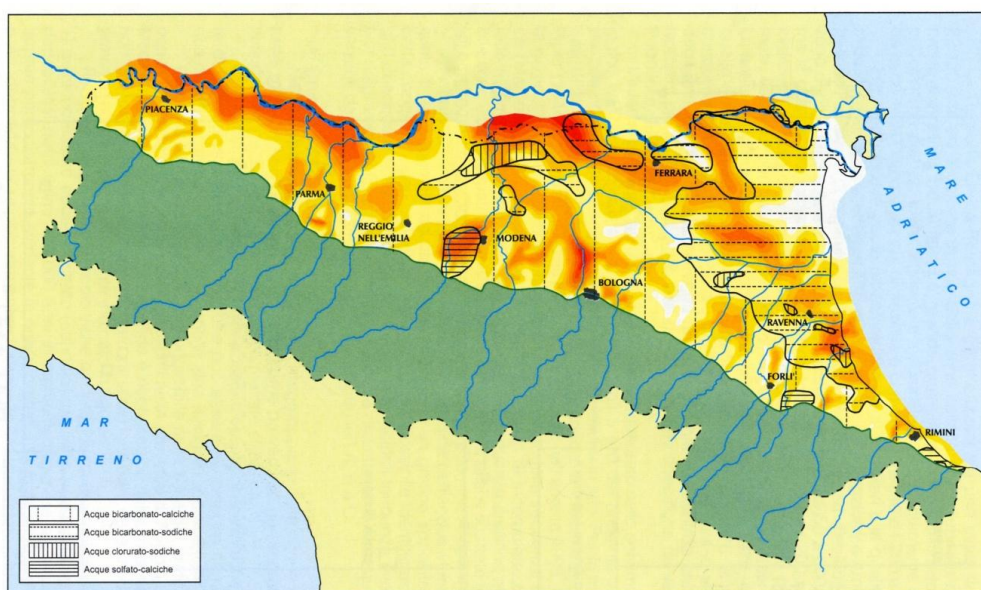 PIACENZA
PARMA
REGGIO
NELL'EMILIA
MODENA
BOLOGNA
FERRARA
RAVENNA
FORLI'
RIMINI
MARE
ADRIATICO
MAR
TIRRENO
Acque bicarbonato-calciche
Acque bicarbonato-sodiche
Acque clorurato-sodiche
Acque solfato-calciche